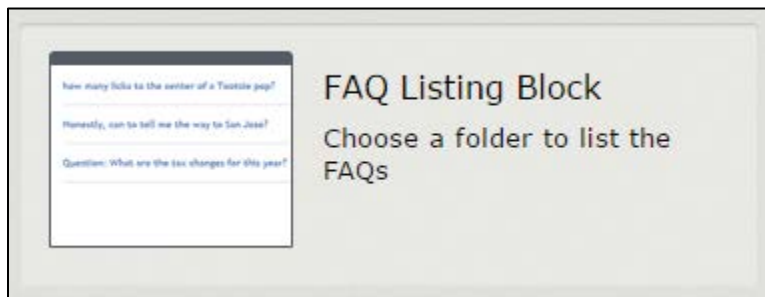 how many licks to the center of a Tootsie pop?
Honestly, can to tell me the way to San Jose?
Question: What are the tax changes for this year?
FAQ Listing Block
Choose a folder to list the
FAQs